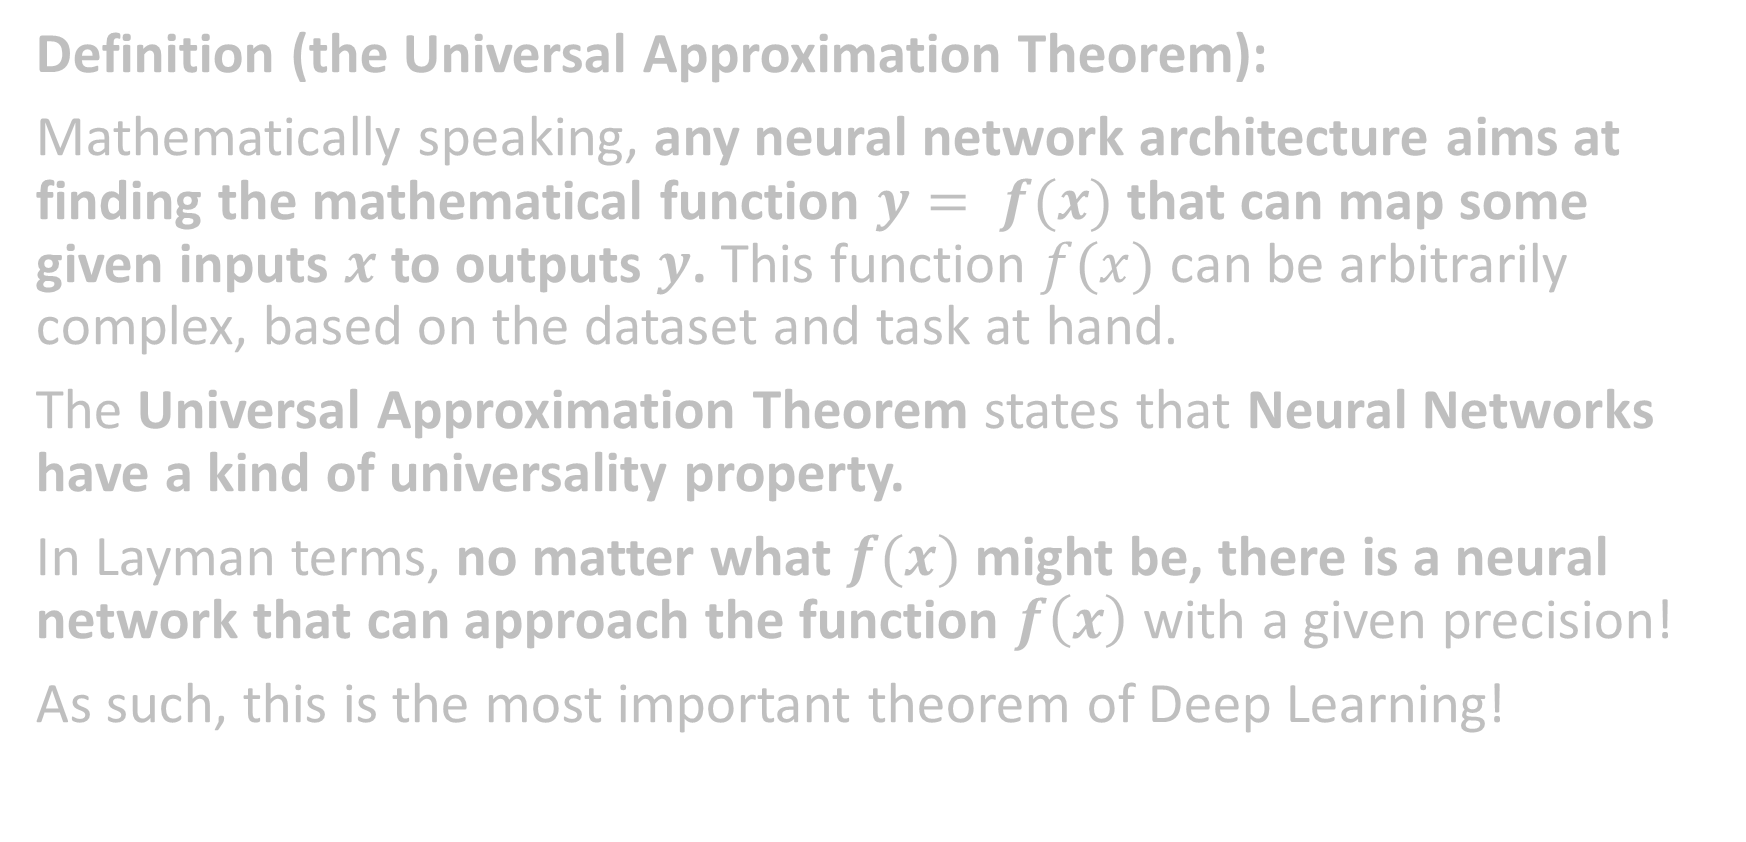 Definition (the Universal Approximation Theorem):
Mathematically speaking, any neural network architecture aims at
finding the mathematical function y = f(x) that can map some
given inputs x to outputs y. This function f(x) can be arbitrarily
complex, based on the dataset and task at hand.
The Universal Approximation Theorem states that Neural Networks
have a kind of universality property.
In Layman terms, no matter what f(x) might be, there is a neural
network that can approach the function f(x) with a given precision!
As such, this is the most important theorem of Deep Learning!